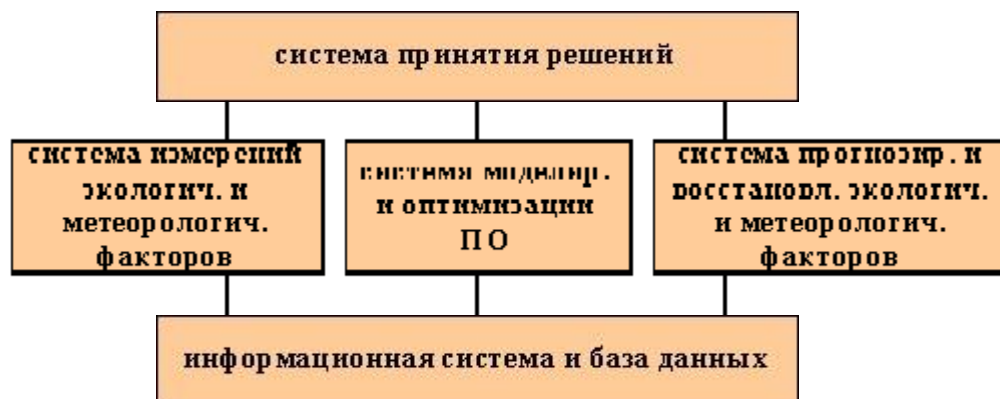 система принятия решений
система измерений
экологич. и
метеорологич.
факторов
система моделир.
и оптимизации
ПО
система прогнозир. и
восстановл. экологич.
и метеорологич.
факторов
информационная система и база данных